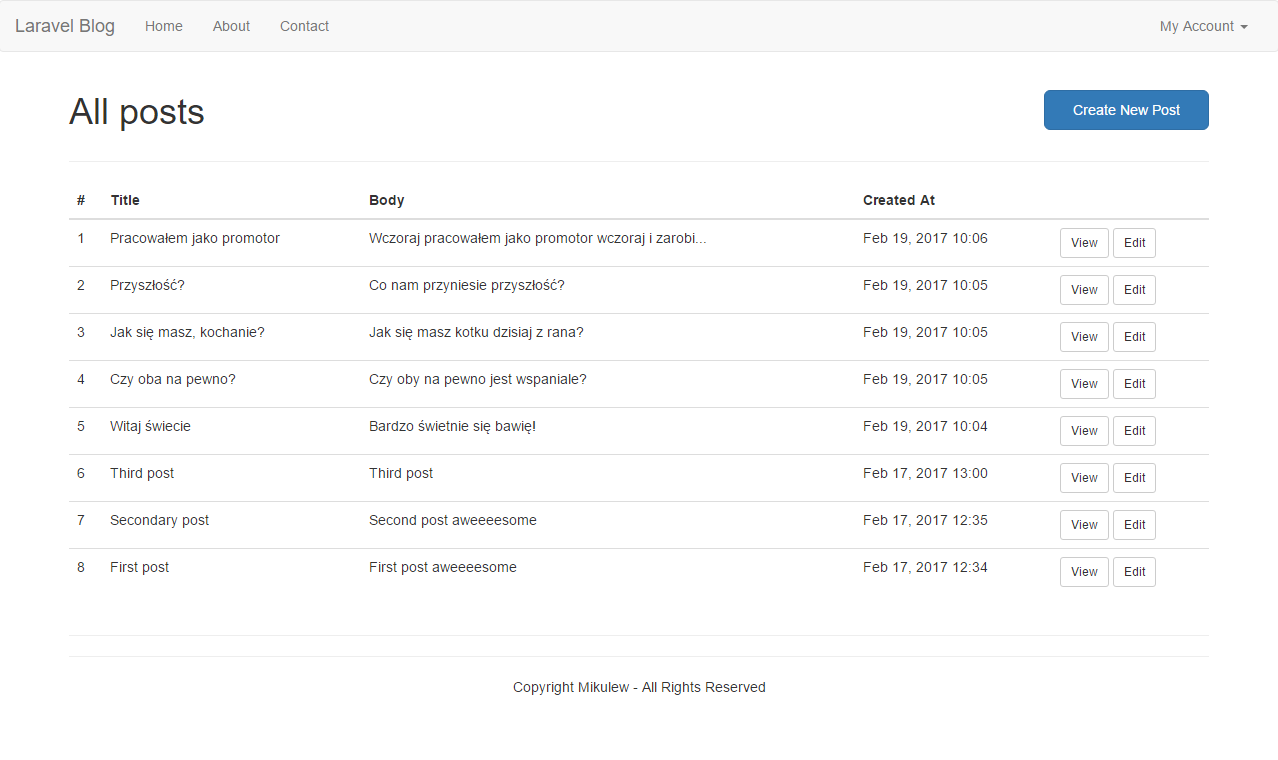 Laravel Blog Home About Contact My Account
All posts Create New Post
# Title Body Created At
1 Pracowałem jako promotor Wczoraj pracowałem jako promotor wczoraj i zarobi... Feb 19, 2017 10:06 View Edit
2 Przyszłość? Co nam przyniesie przyszłość? Feb 19, 2017 10:05 View Edit
3 Jak się masz, kochanie? Jak się masz kotku dzisiaj z rana? Feb 19, 2017 10:05 View Edit
4 Czy oba na pewno? Czy oby na pewno jest wspaniale? Feb 19, 2017 10:05 View Edit
5 Witaj świecie Bardzo świetnie się bawię! Feb 19, 2017 10:04 View Edit
6 Third post Third post Feb 17, 2017 13:00 View Edit
7 Secondary post Second post aweeeesome Feb 17, 2017 12:35 View Edit
8 First post First post aweeeesome Feb 17, 2017 12:34 View Edit
Copyright Mikulew - All Rights Reserved